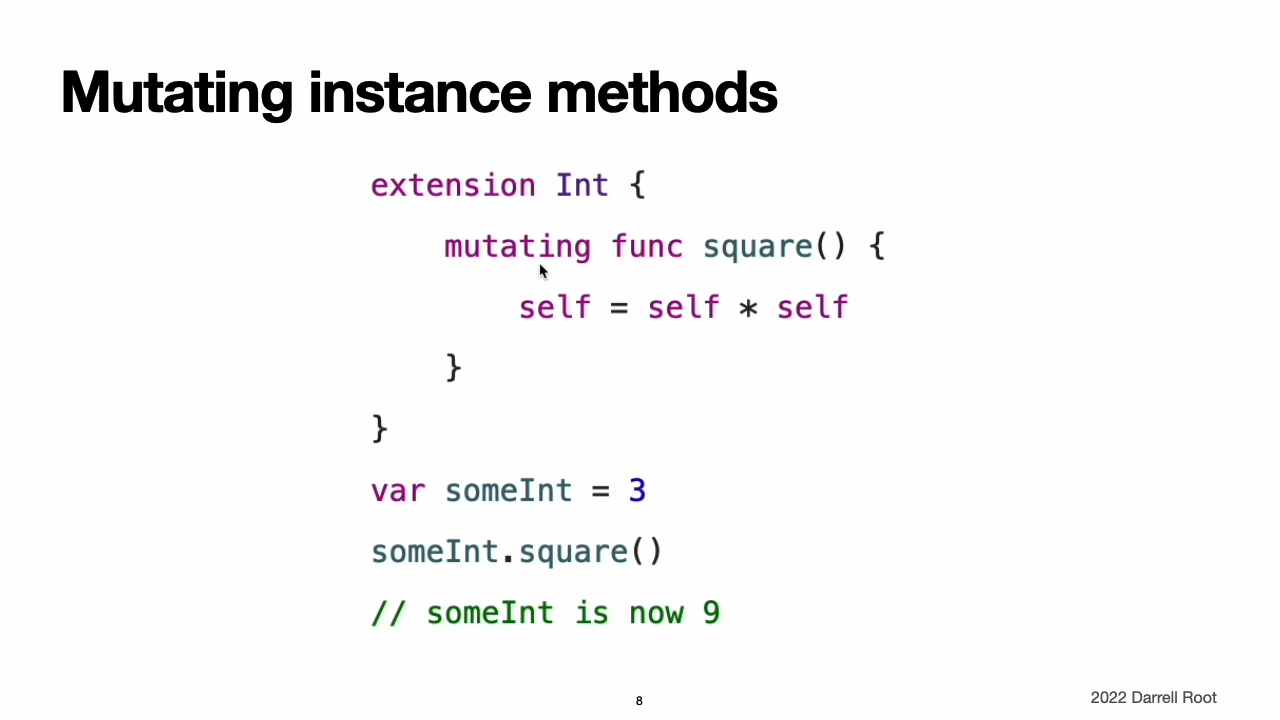 Mutating instance methods
extension Int {
    mutating func square() {
        self = self * self
    }
}
var someInt = 3
someInt.square()
// someInt is now 9
8
2022 Darrell Root